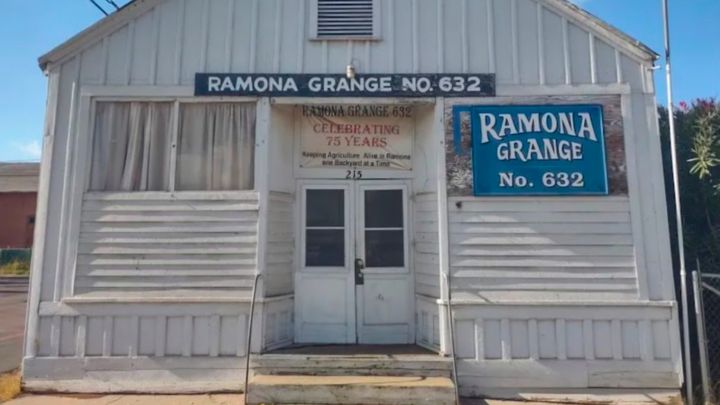 RAMONA GRANGE NO. 632
RAMONA GRANGE 632
CELEBRATING
75 YEARS
Keeping Agriculture Alive in Ramona
one Backyard at a Time
215
RAMONA
GRANGE
No. 632